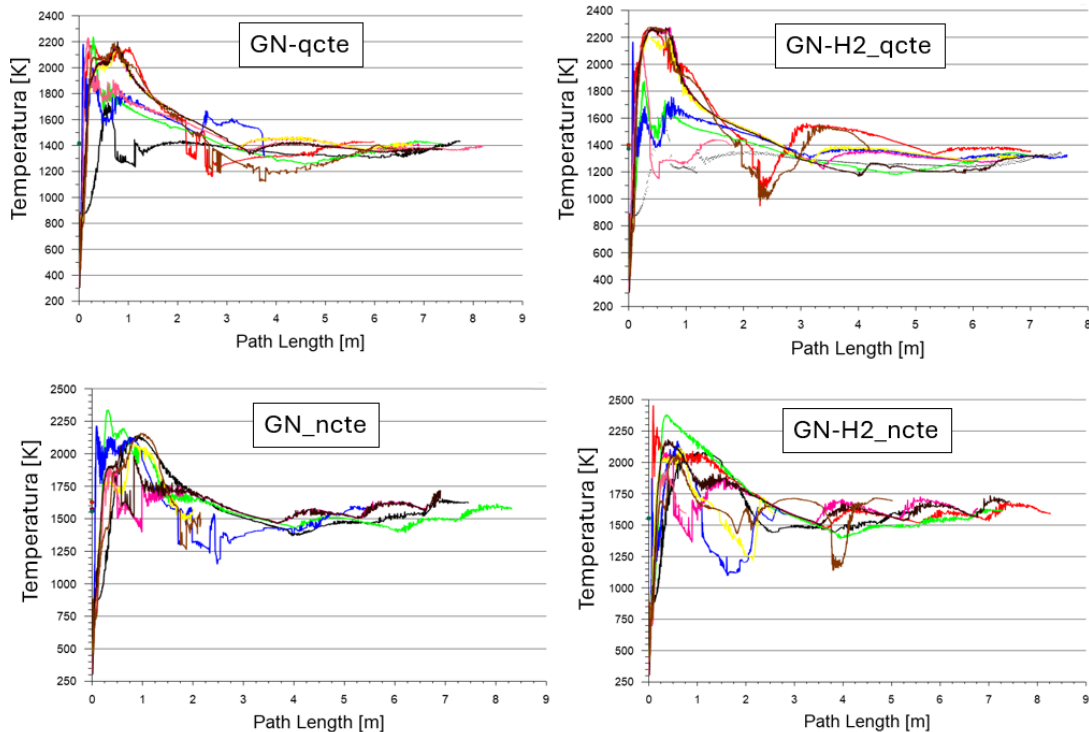 GN-qcte
Temperatura [K]
2400
2200
2000
1800
1600
1400
1200
1000
800
600
400
200
0 1 2 3 4 5 6 7 8 9
Path Length [m]
GN-H2_qcte
Temperatura [K]
2400
2200
2000
1800
1600
1400
1200
1000
800
600
400
200
0 1 2 3 4 5 6 7 8
Path Length [m]
GN_ncte
Temperatura [K]
2500
2250
2000
1750
1500
1250
1000
750
500
250
0 1 2 3 4 5 6 7 8 9
Path Length [m]
GN-H2_ncte
Temperatura [K]
2500
2250
2000
1750
1500
1250
1000
750
500
250
0 1 2 3 4 5 6 7 8 9
Path Length [m]